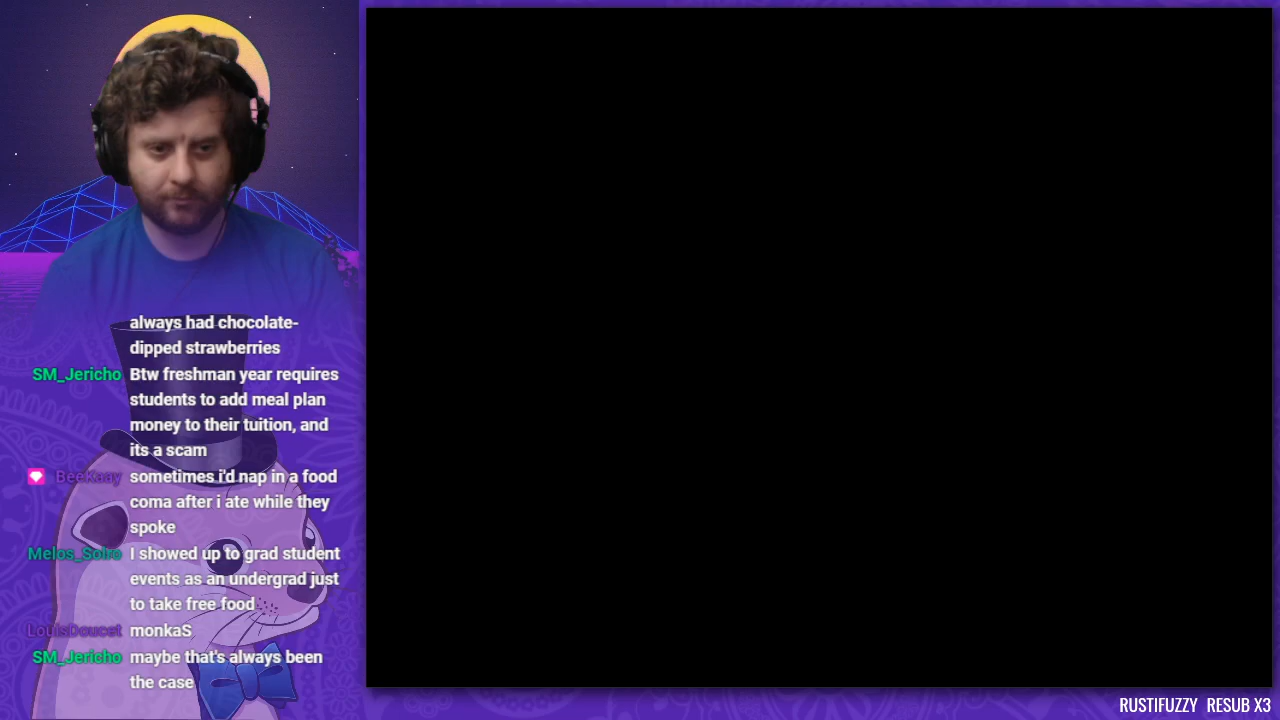 always had chocolate-
dipped strawberries
SM_Jericho Btw freshman year requires
students to add meal plan
money to their tuition, and
its a scam
BeeKaay sometimes i'd nap in a food
coma after i ate while they
spoke
Melos_Solro I showed up to grad student
events as an undergrad just
to take free food
LouisDoucet monkaS
SM_Jericho maybe that's always been
the case
RUSTIFUZZY RESUB X3